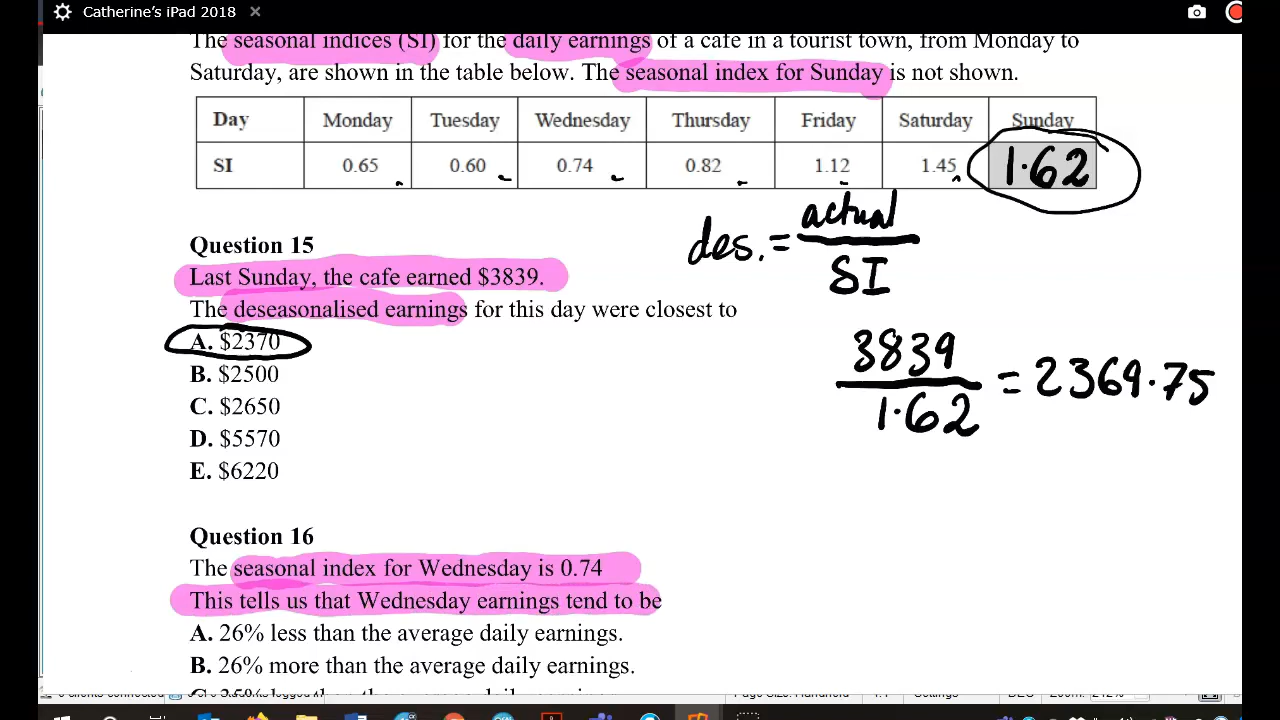 Catherine's iPad 2018
The seasonal indices (SI) for the daily earnings of a cafe in a tourist town, from Monday to
Saturday, are shown in the table below. The seasonal index for Sunday is not shown.
Day Monday Tuesday Wednesday Thursday Friday Saturday Sunday
SI 0.65 0.60 0.74 0.82 1.12 1.45 1.62
des. = actual
SI
Question 15
Last Sunday, the cafe earned $3839.
The deseasonalised earnings for this day were closest to
A. $2370
B. $2500
C. $2650
D. $5570
E. $6220
3839
1.62
= 2369.75
Question 16
The seasonal index for Wednesday is 0.74
This tells us that Wednesday earnings tend to be
A. 26% less than the average daily earnings.
B. 26% more than the average daily earnings.